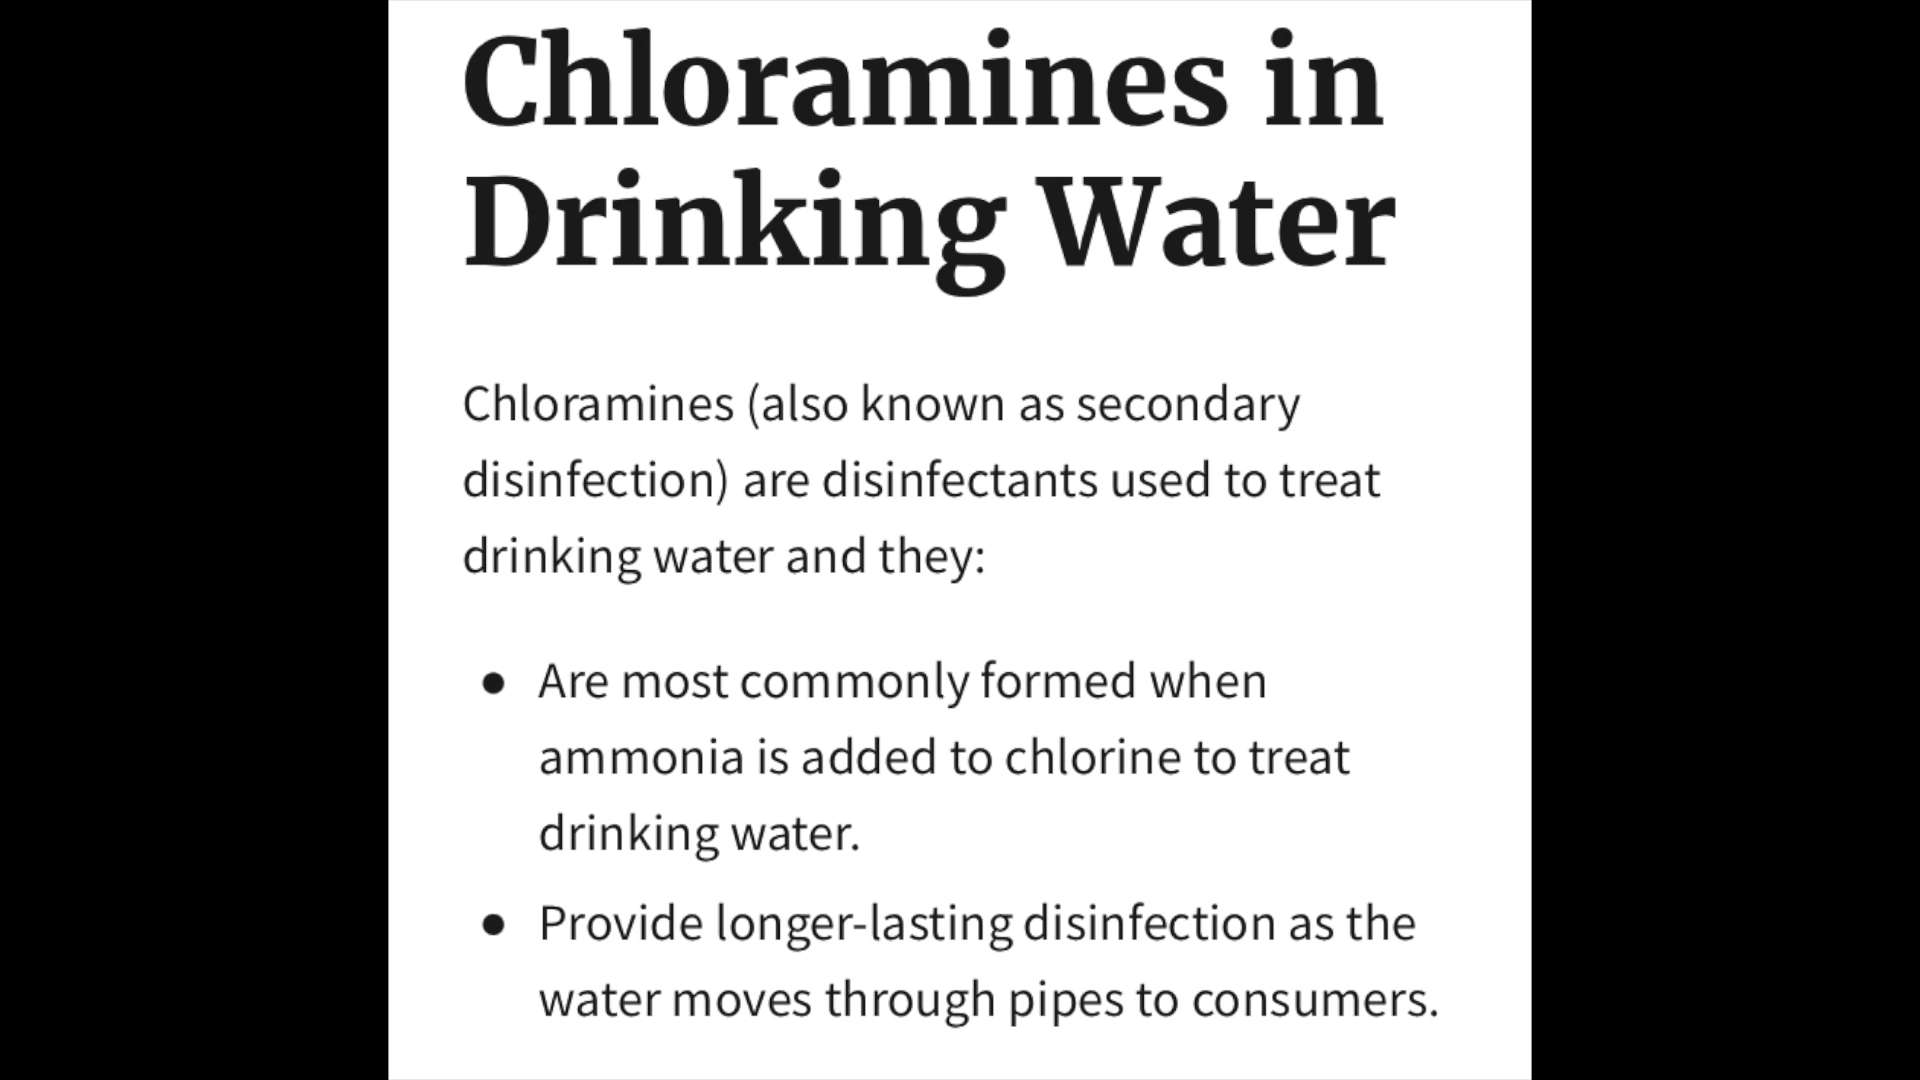 Chloramines in
Drinking Water
Chloramines (also known as secondary
disinfection) are disinfectants used to treat
drinking water and they:
● Are most commonly formed when
ammonia is added to chlorine to treat
drinking water.
● Provide longer-lasting disinfection as the
water moves through pipes to consumers.